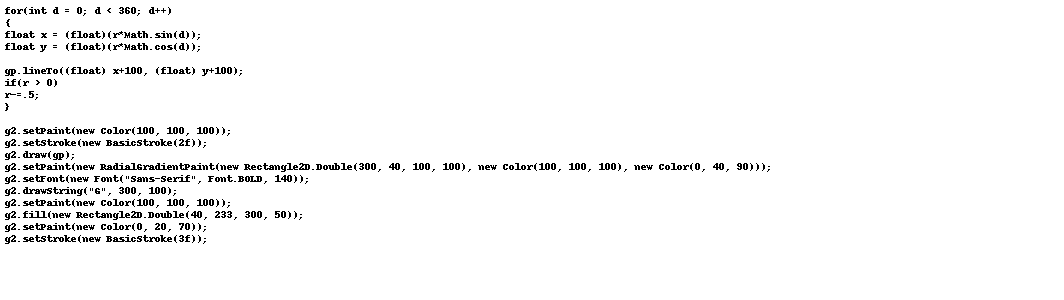 for(int d = 0; d < 360; d++)
{
float x = (float)(r*Math.sin(d));
float y = (float)(r*Math.cos(d));
gp.lineTo((float) x+100, (float) y+100);
if(r > 0)
r-=.5;
}
g2.setPaint(new Color(100, 100, 100));
g2.setStroke(new BasicStroke(2f));
g2.draw(gp);
g2.setPaint(new RadialGradientPaint(new Rectangle2D.Double(300, 40, 100, 100), new Color(100, 100, 100), new Color(0, 40, 90)));
g2.setFont(new Font("Sans-Serif", Font.BOLD, 140));
g2.drawString("G", 300, 100);
g2.setPaint(new Color(100, 100, 100));
g2.fill(new Rectangle2D.Double(40, 233, 300, 50));
g2.setPaint(new Color(0, 20, 70));
g2.setStroke(new BasicStroke(3f));